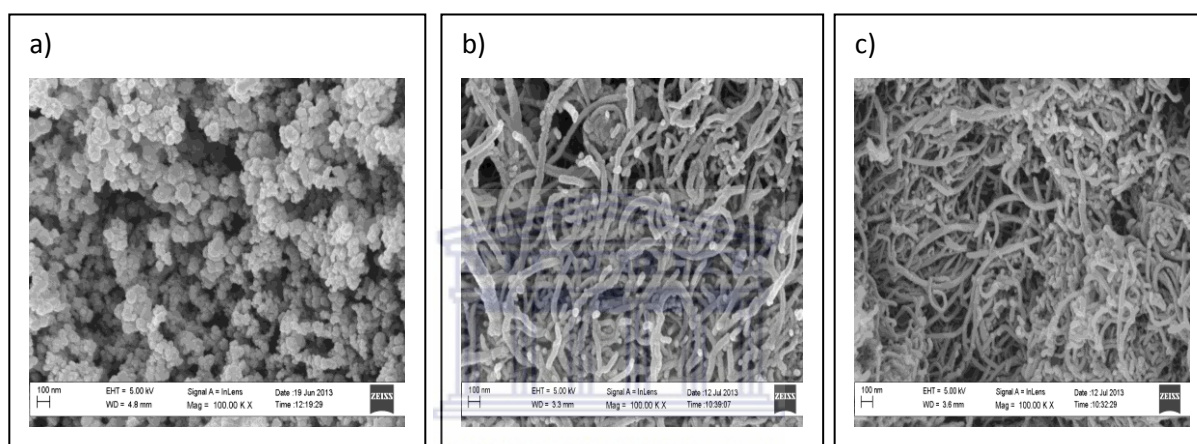 a)
100 nm EHT = 5.00 kV Signal A = InLens Date :19 Jun 2013 ZEISS
WD = 4.8 mm Mag = 100.00 K X Time :12:19:29
b)
100 nm EHT = 5.00 kV Signal A = InLens Date :12 Jul 2013 ZEISS
WD = 3.3 mm Mag = 100.00 K X Time :10:39:07
c)
100 nm EHT = 5.00 kV Signal A = InLens Date :12 Jul 2013 ZEISS
WD = 3.6 mm Mag = 100.00 K X Time :10:32:29